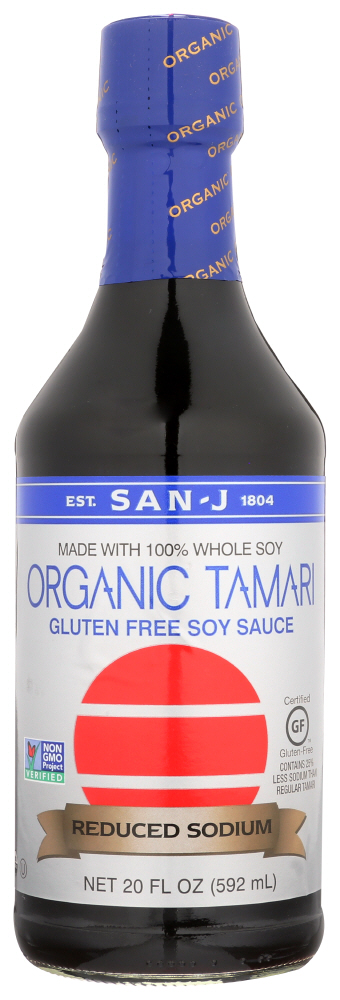 ORGANIC
ORGANIC
ORGANIC
EST. SAN-J 1804
MADE WITH 100% WHOLE SOY
ORGANIC TAMARI
GLUTEN FREE SOY SAUCE
Certified
GF
Gluten-Free
CONTAINS 25%
LESS SODIUM THAN
REGULAR TAMARI
NON
GMO
Project
VERIFIED
REDUCED SODIUM
NET 20 FL OZ (592 mL)